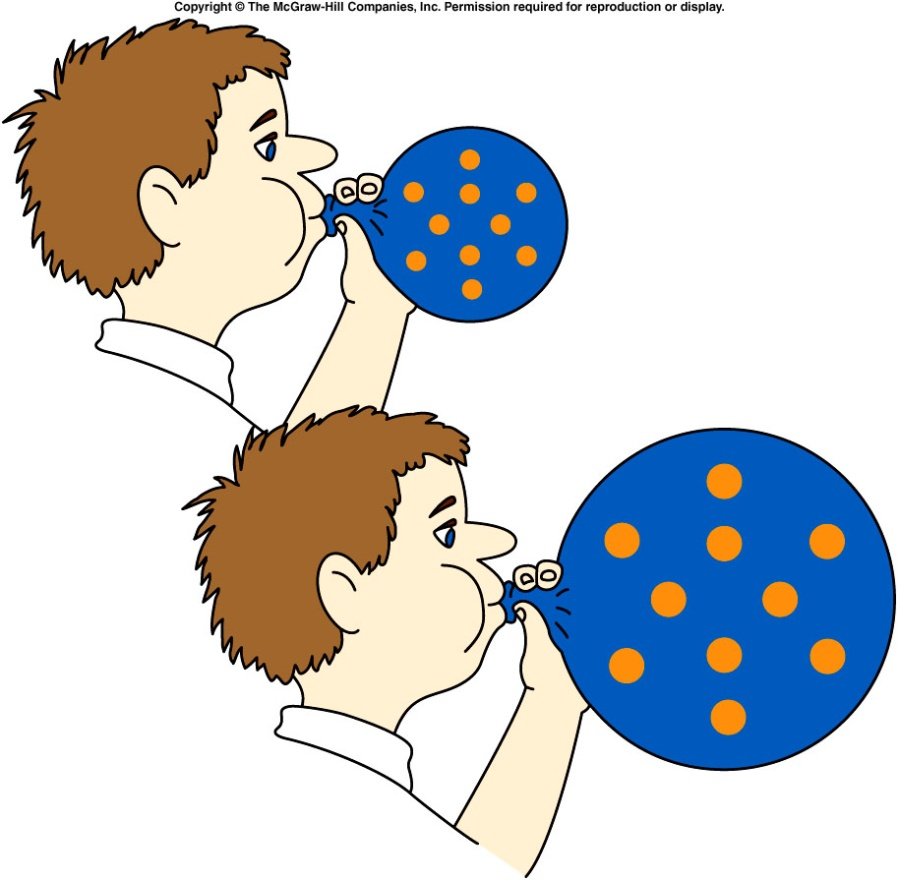 Copyright © The McGraw-Hill Companies, Inc. Permission required for reproduction or display.